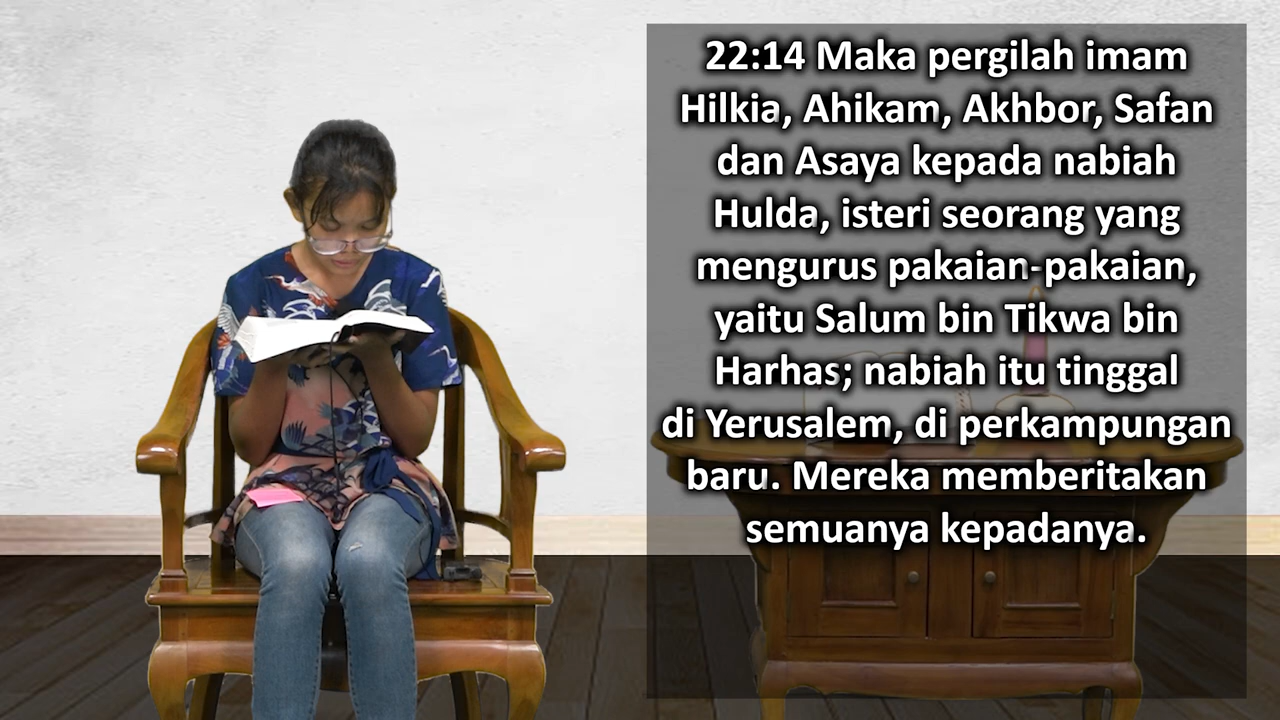 22:14 Maka pergilah imam
Hilkia, Ahikam, Akhbor, Safan
dan Asaya kepada nabiah
Hulda, isteri seorang yang
mengurus pakaian-pakaian,
yaitu Salum bin Tikwa bin
Harhas; nabiah itu tinggal
di Yerusalem, di perkampungan
baru. Mereka memberitakan
semuanya kepadanya.